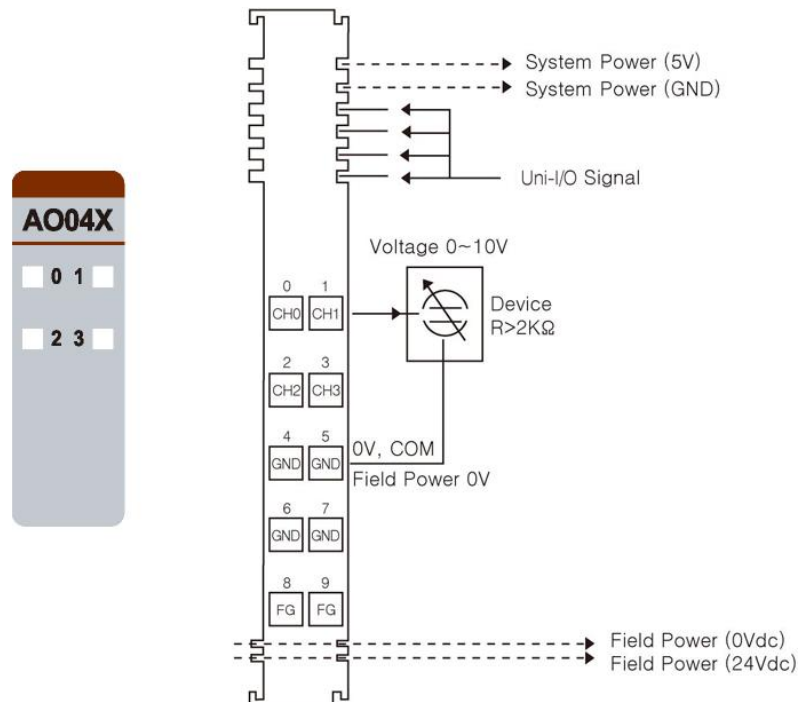 System Power (5V)
System Power (GND)
Uni-I/O Signal
AO04X
0 1
2 3
Voltage 0~10V
Device
R>2KΩ
0 1
CH0 CH1
2 3
CH2 CH3
4 5
GND GND
0V, COM
Field Power 0V
6 7
GND GND
8 9
FG FG
Field Power (0Vdc)
Field Power (24Vdc)